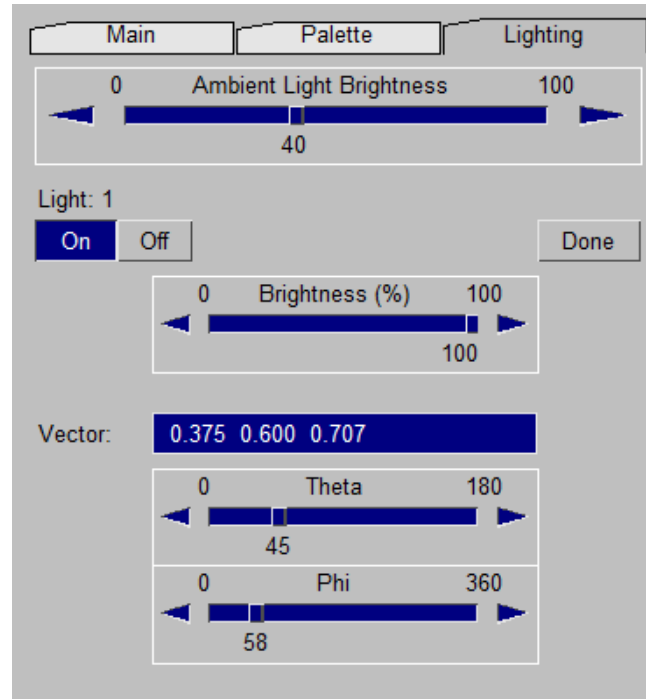 Main Palette Lighting
0 Ambient Light Brightness 100
40
Light: 1
On Off Done
0 Brightness (%) 100
100
Vector: 0.375 0.600 0.707
0 Theta 180
45
0 Phi 360
58